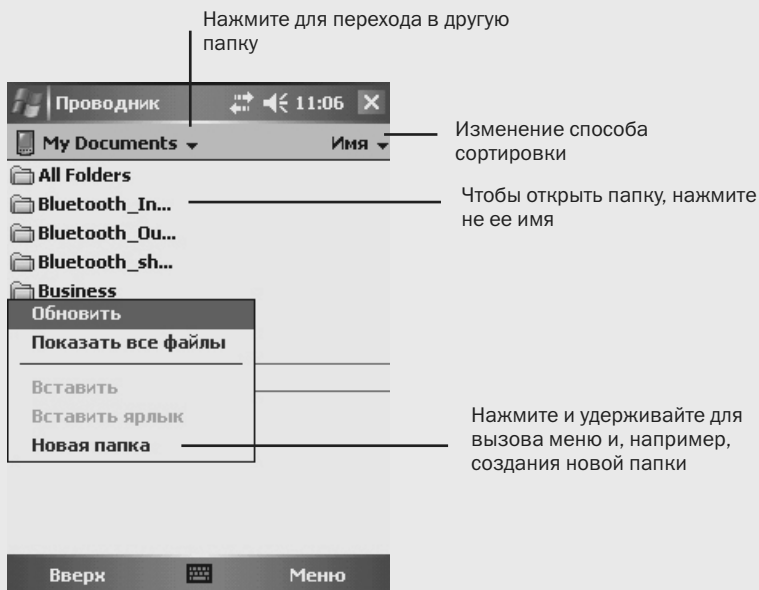 Нажмите для перехода в другую
папку
Проводник 11:06
My Documents Имя
Изменение способа
сортировки
All Folders
Bluetooth_In...
Чтобы открыть папку, нажмите
не ее имя
Bluetooth_Ou...
Bluetooth_sh...
Business
Обновить
Показать все файлы
Вставить
Вставить ярлык
Новая папка
Нажмите и удерживайте для
вызова меню и, например,
создания новой папки
Вверх Меню